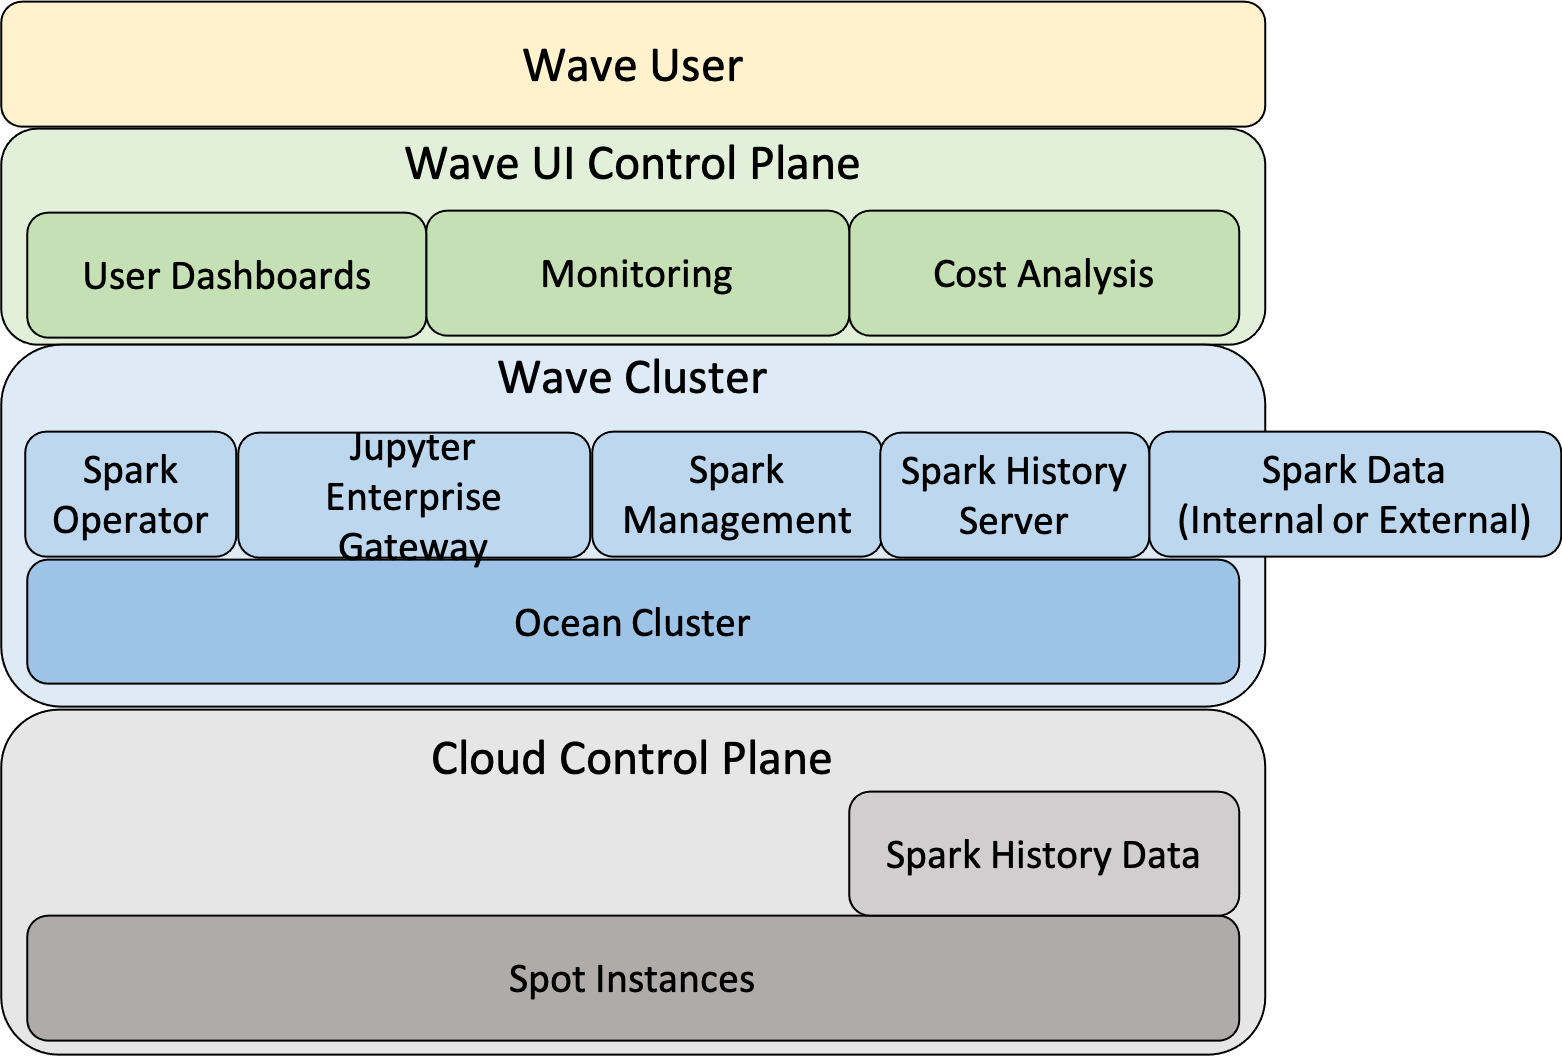 Wave User
Wave UI Control Plane
User Dashboards
Monitoring
Cost Analysis
Wave Cluster
Spark
Operator
Jupyter
Enterprise
Gateway
Spark
Management
Spark History
Server
Spark Data
(Internal or External)
Ocean Cluster
Cloud Control Plane
Spark History Data
Spot Instances